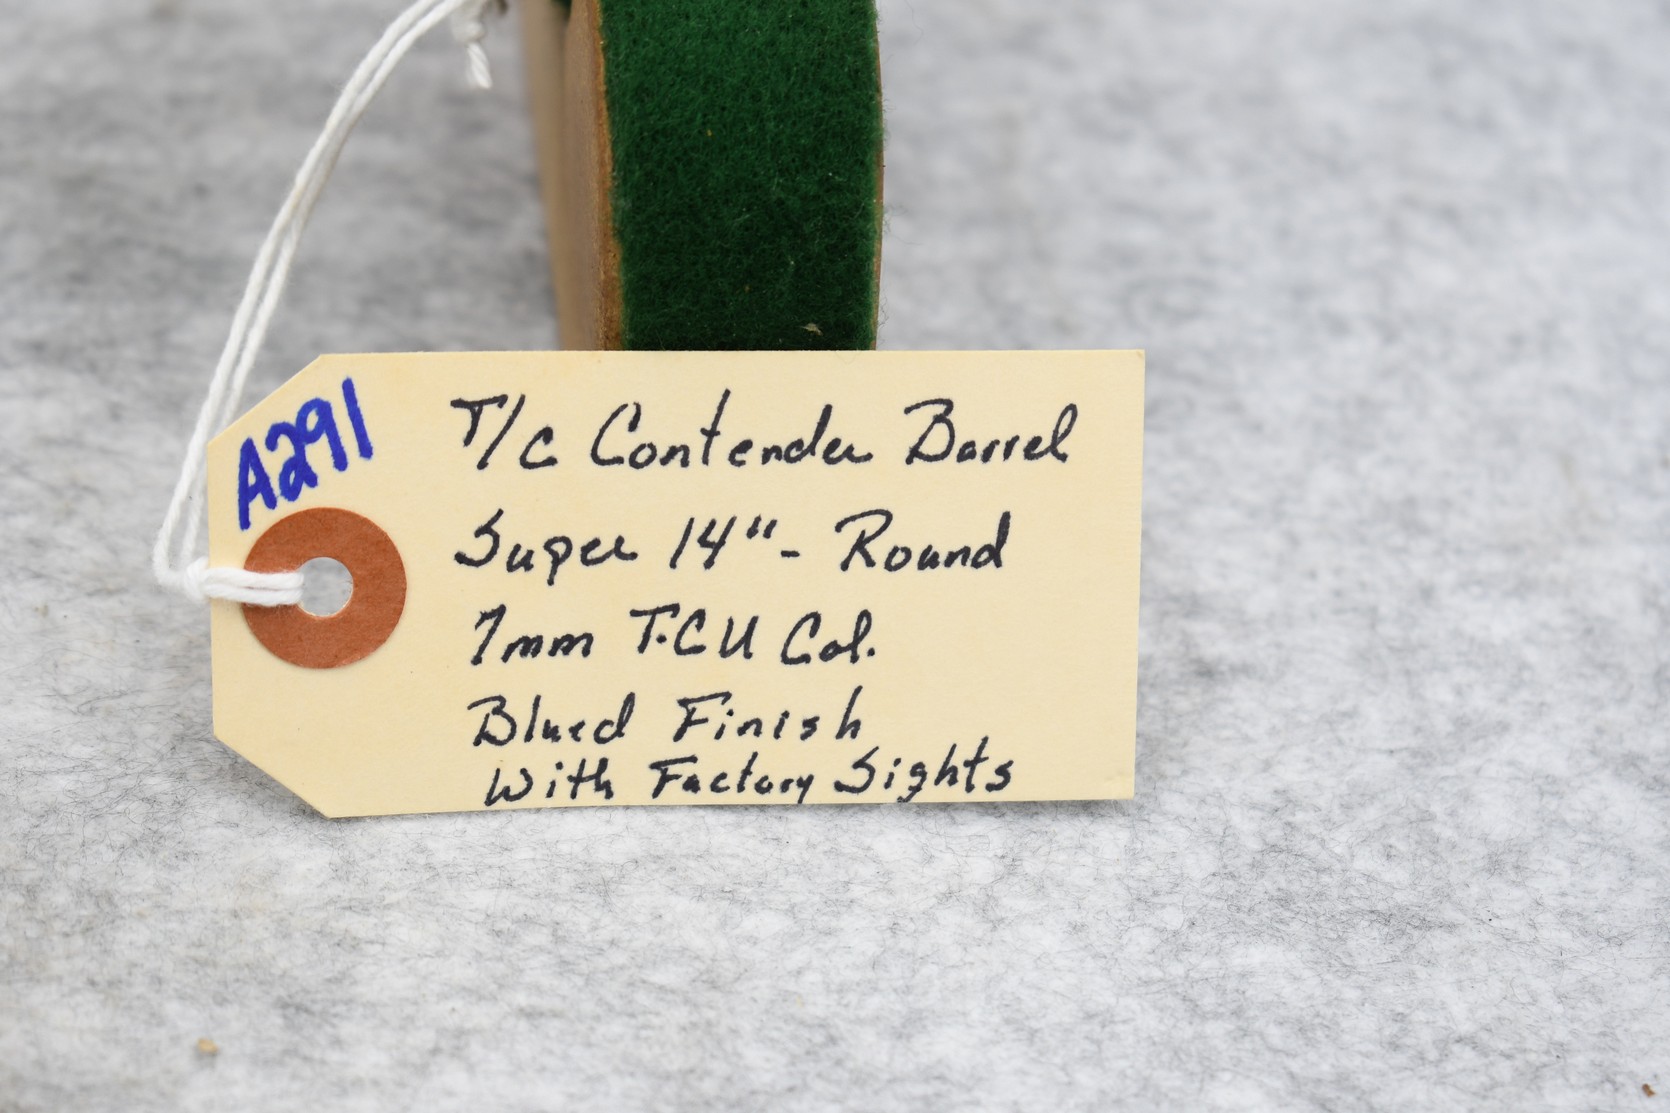 A291
T/C Contender Barrel
Super 14" - Round
7mm T.C U Cal.
Blued Finish
With Factory Sights